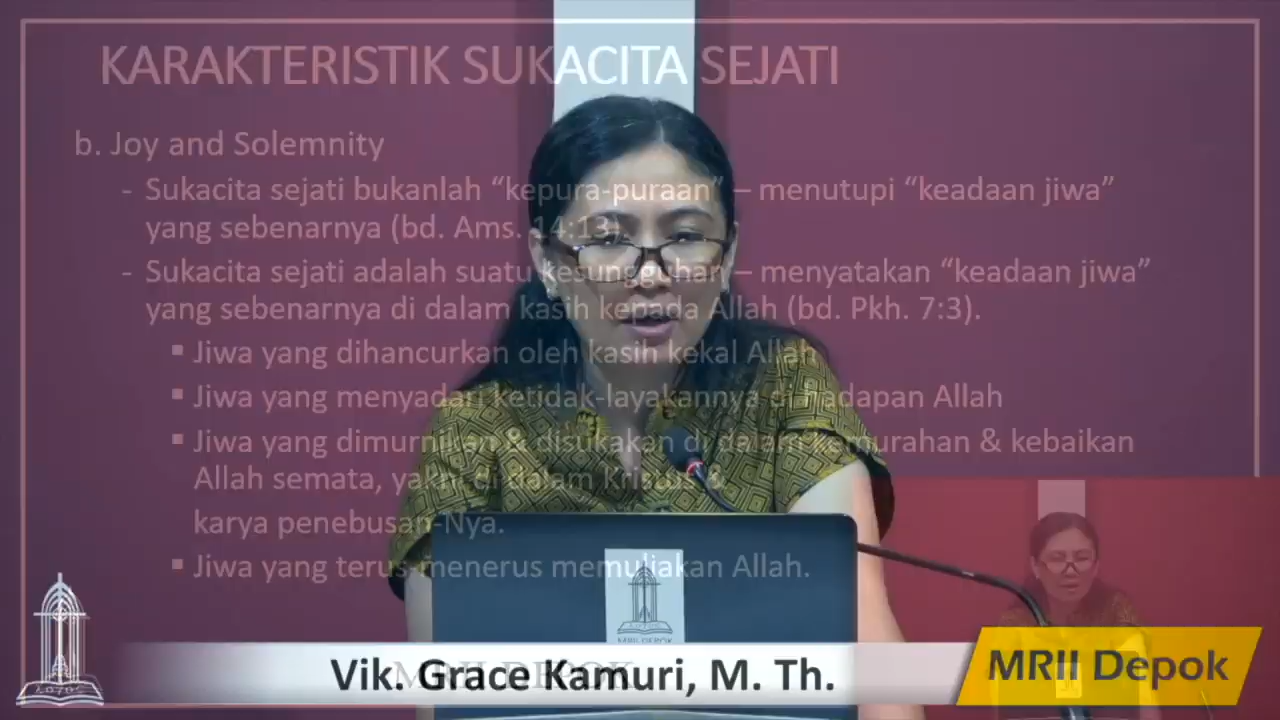 KARAKTERISTIK SUKACITA SEJATI
b. Joy and Solemnity
- Sukacita sejati bukanlah “kepura-puraan” – menutupi “keadaan jiwa”
yang sebenarnya (bd. Ams. 14:13).
- Sukacita sejati adalah suatu kesungguhan – menyatakan “keadaan jiwa”
yang sebenarnya di dalam kasih kepada Allah (bd. Pkh. 7:3).
▪ Jiwa yang dihancurkan oleh kasih kekal Allah
▪ Jiwa yang menyadari ketidak-layakannya di hadapan Allah
▪ Jiwa yang dimurnikan & disukakan di dalam kemurahan & kebaikan
Allah semata, yakni di dalam Kristus &
karya penebusan-Nya.
▪ Jiwa yang terus-menerus memuliakan Allah.
MRII DEPOK
Vik. Grace Kamuri, M. Th.
MRII DEPOK
MRII Depok